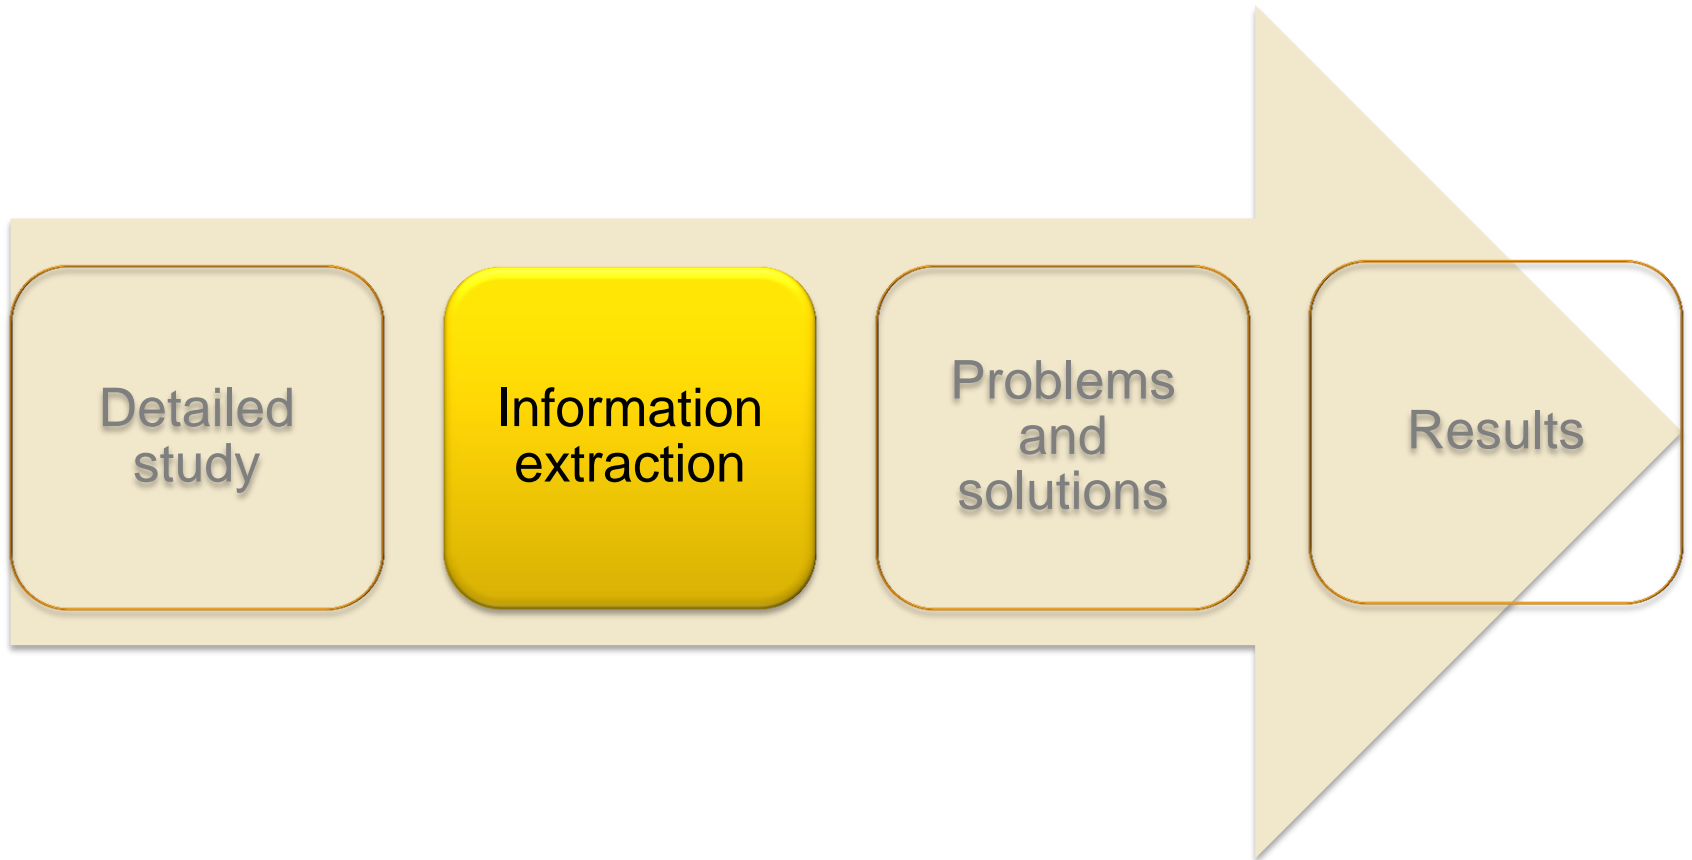 Detailed
study
Information
extraction
Problems
and
solutions
Results